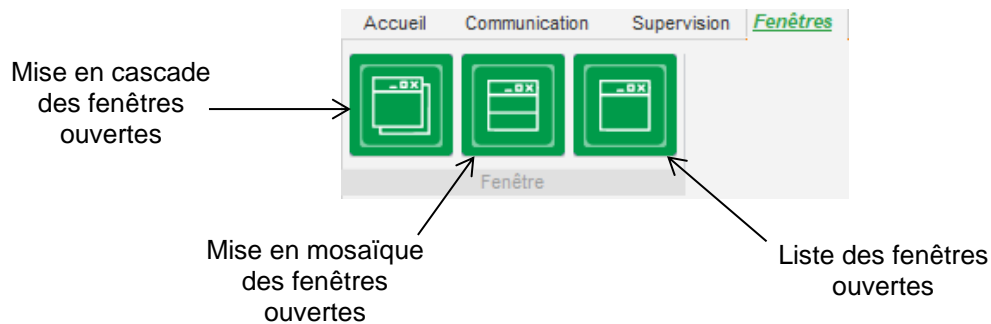 Accueil Communication Supervision Fenêtres
Mise en cascade
des fenêtres
ouvertes
Fenêtre
Mise en mosaïque
des fenêtres
ouvertes
Liste des fenêtres
ouvertes